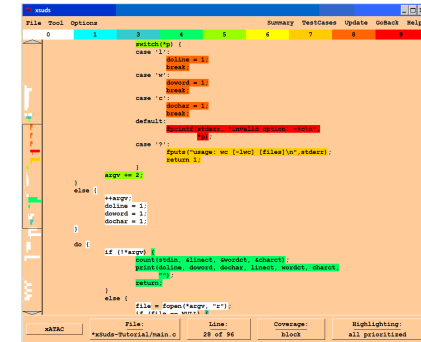 xsuds
File Tool Options Summary TestCases Update GoBack Help
0 1 2 3 4 5 6 7 8 9
switch(*p) {
case 'l':
doline = 1;
break;
case 'w':
doword = 1;
break;
case 'c':
dochar = 1;
break;
default:
fprintf(stderr, "invalid option: -%c\n",
*p);
case '?':
fputs("usage: wc [-lwc] [files]\n",stderr);
return 1;
argv += 2;
}
else {
++argv;
doline = 1;
doword = 1;
dochar = 1;
}
do {
if (!*argv) {
count(stdin, &linect, &wordct, &charct);
print(doline, doword, dochar, linect, wordct, charct,
"");
return;
}
else {
file = fopen(*argv, "r");
if (file == NULL) {
xATAC
File: Line: Coverage: Highlighting:
*xSuds-Tutorial/main.c 28 of 96 block all prioritized